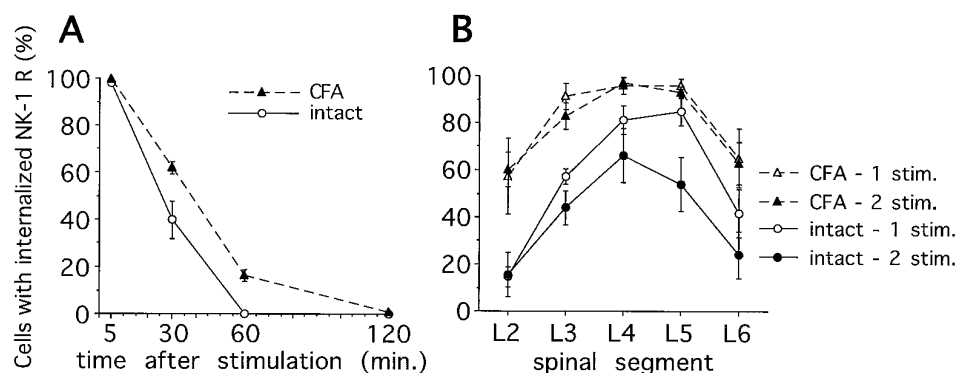 A
Cells with internalized NK-1 R (%)
100
80
60
40
20
0
CFA
intact
5 30 60 120
time after stimulation (min.)
B
100
80
60
40
20
0
L2 L3 L4 L5 L6
spinal segment
CFA - 1 stim.
CFA - 2 stim.
intact - 1 stim.
intact - 2 stim.